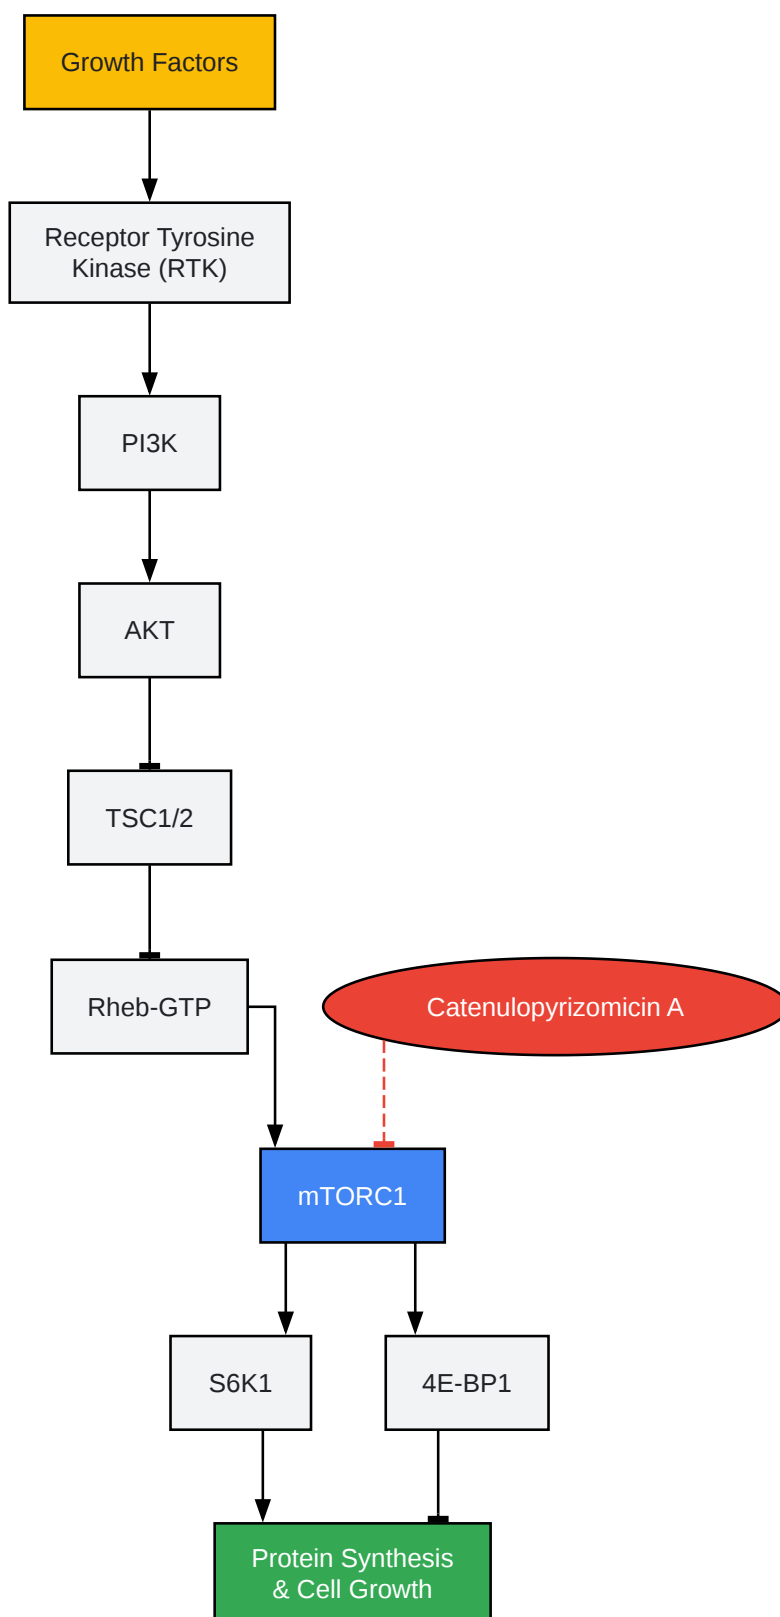 Growth Factors
Receptor Tyrosine
Kinase (RTK)
PI3K
AKT
TSC1/2
Rheb-GTP
Catenulopyrizomicin A
mTORC1
S6K1
4E-BP1
Protein Synthesis
& Cell Growth